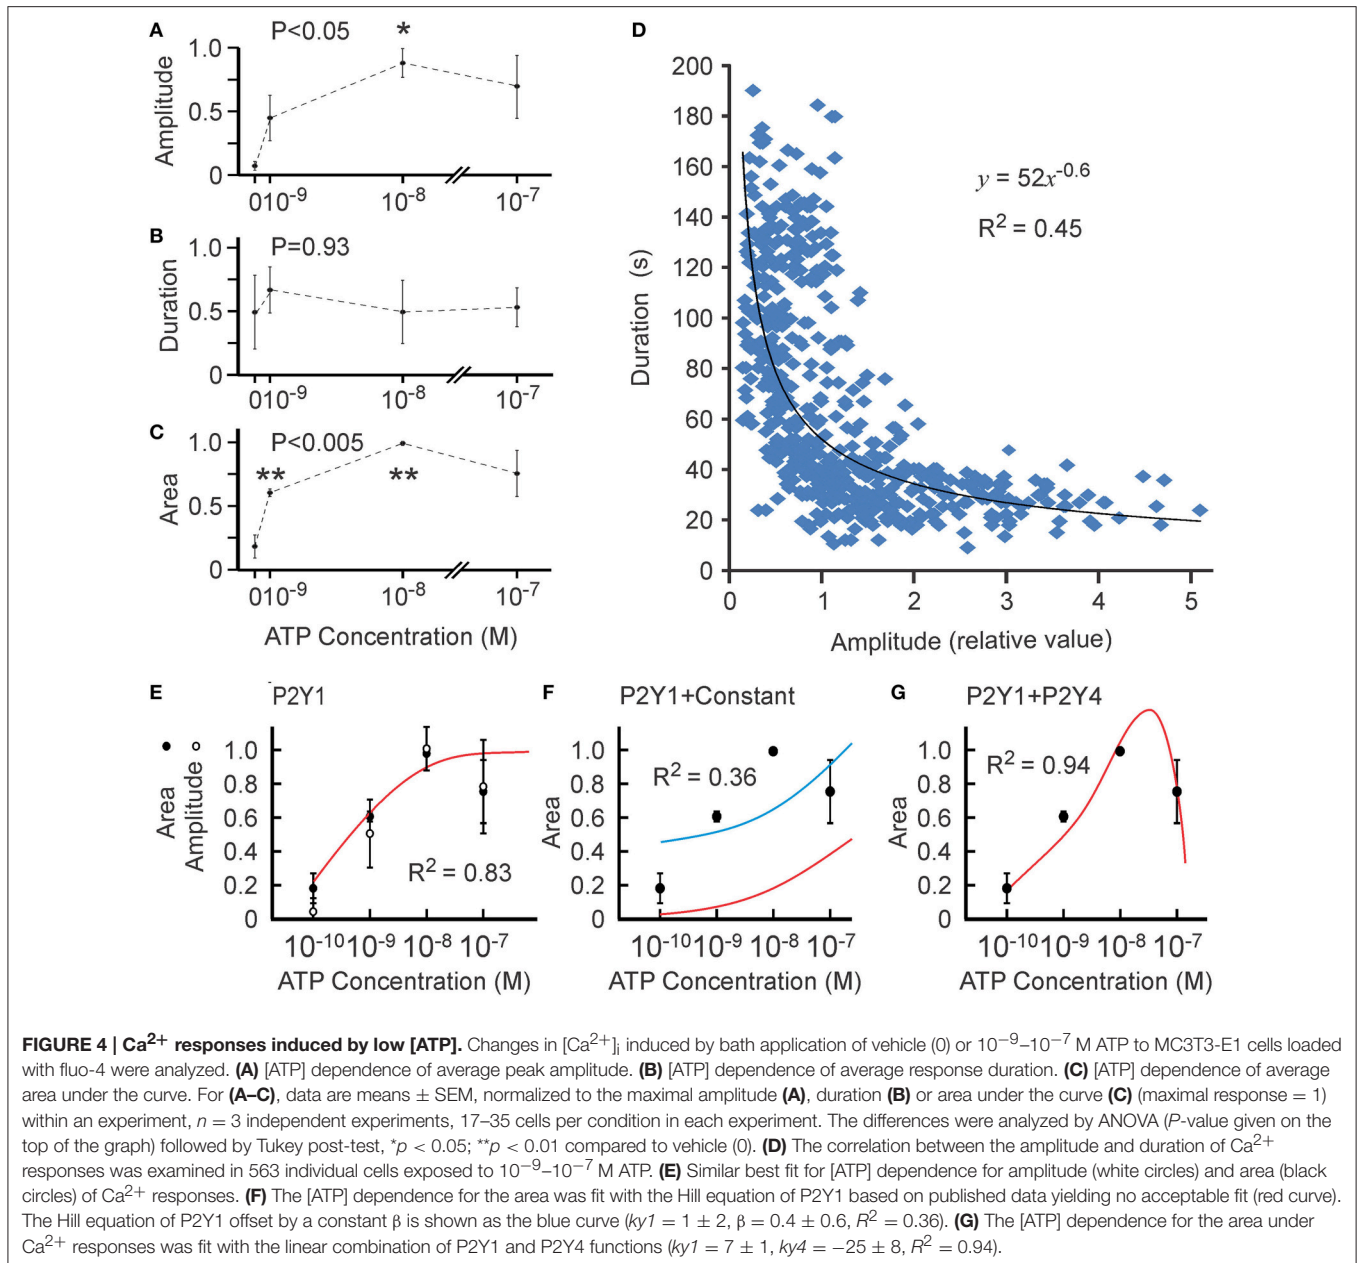 A
P<0.05
*
Amplitude
1.0
0.5
0
010⁻⁹
10⁻⁸
10⁻⁷
B
P=0.93
Duration
1.0
0.5
0
010⁻⁹
10⁻⁸
10⁻⁷
C
P<0.005
**
**
Area
1.0
0.5
0
010⁻⁹
10⁻⁸
10⁻⁷
ATP Concentration (M)
D
y = 52x⁻⁰·⁶
R² = 0.45
Duration (s)
200
180
160
140
120
100
80
60
40
20
0
0 1 2 3 4 5
Amplitude (relative value)
E
P2Y1
Area
Amplitude
1.0
0.8
0.6
0.4
0.2
0
R² = 0.83
10⁻¹⁰ 10⁻⁹ 10⁻⁸ 10⁻⁷
ATP Concentration (M)
F
P2Y1+Constant
R² = 0.36
Area
1.0
0.8
0.6
0.4
0.2
0
10⁻¹⁰ 10⁻⁹ 10⁻⁸ 10⁻⁷
ATP Concentration (M)
G
P2Y1+P2Y4
R² = 0.94
Area
1.0
0.8
0.6
0.4
0.2
0
10⁻¹⁰ 10⁻⁹ 10⁻⁸ 10⁻⁷
ATP Concentration (M)
FIGURE 4 | Ca²⁺ responses induced by low [ATP]. Changes in [Ca²⁺]i induced by bath application of vehicle (0) or 10⁻⁹–10⁻⁷ M ATP to MC3T3-E1 cells loaded
with fluo-4 were analyzed. (A) [ATP] dependence of average peak amplitude. (B) [ATP] dependence of average response duration. (C) [ATP] dependence of average
area under the curve. For (A–C), data are means ± SEM, normalized to the maximal amplitude (A), duration (B) or area under the curve (C) (maximal response = 1)
within an experiment, n = 3 independent experiments, 17–35 cells per condition in each experiment. The differences were analyzed by ANOVA (P-value given on the
top of the graph) followed by Tukey post-test, *p < 0.05; **p < 0.01 compared to vehicle (0). (D) The correlation between the amplitude and duration of Ca²⁺
responses was examined in 563 individual cells exposed to 10⁻⁹–10⁻⁷ M ATP. (E) Similar best fit for [ATP] dependence for amplitude (white circles) and area (black
circles) of Ca²⁺ responses. (F) The [ATP] dependence for the area was fit with the Hill equation of P2Y1 based on published data yielding no acceptable fit (red curve).
The Hill equation of P2Y1 offset by a constant β is shown as the blue curve (ky1 = 1 ± 2, β = 0.4 ± 0.6, R² = 0.36). (G) The [ATP] dependence for the area under
Ca²⁺ responses was fit with the linear combination of P2Y1 and P2Y4 functions (ky1 = 7 ± 1, ky4 = −25 ± 8, R² = 0.94).